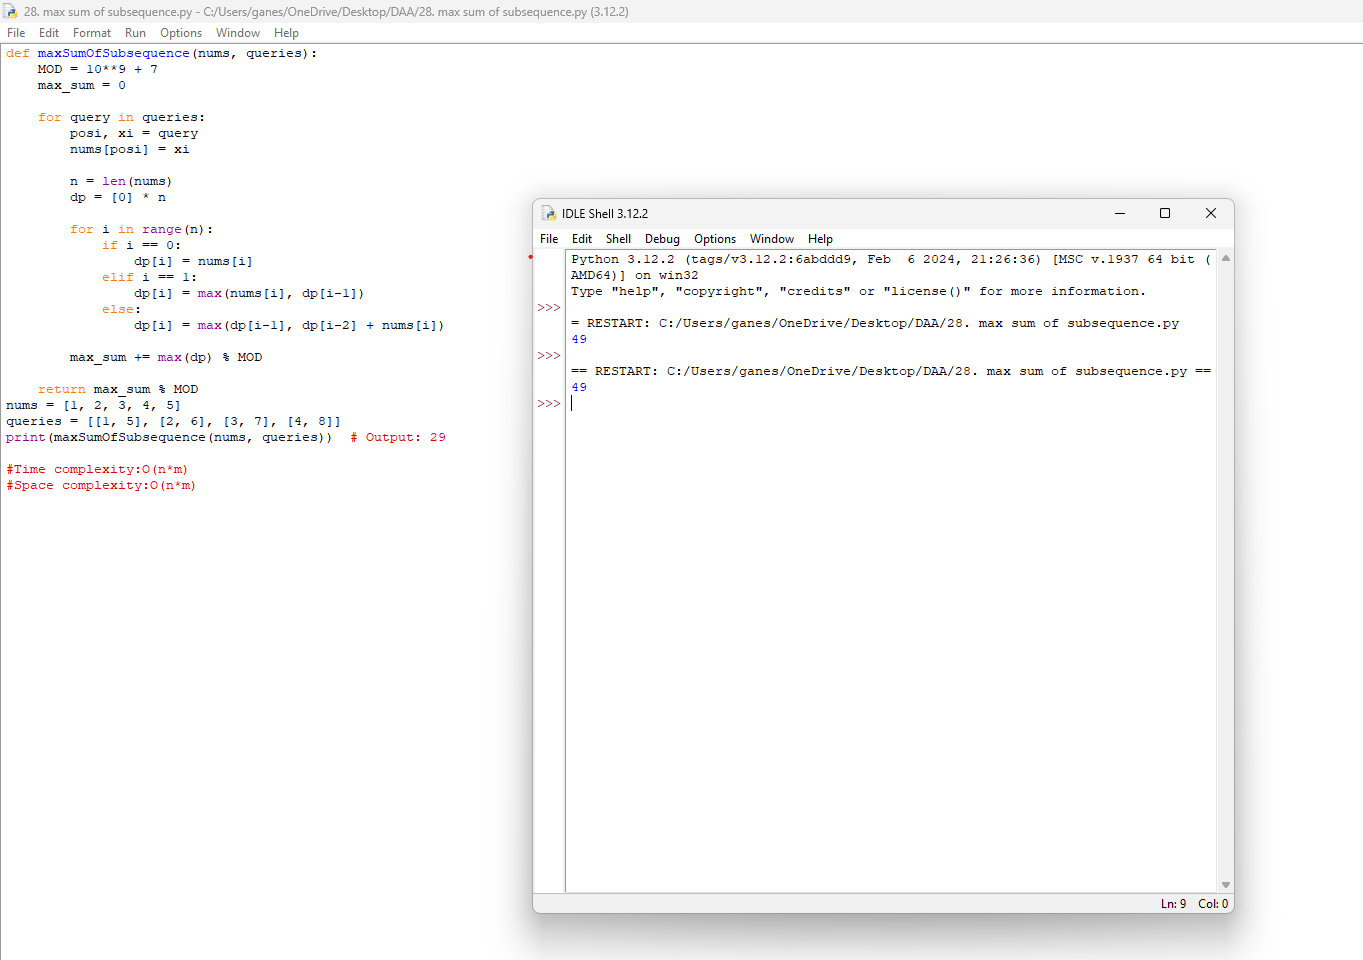 28. max sum of subsequence.py - C:/Users/ganes/OneDrive/Desktop/DAA/28. max sum of subsequence.py (3.12.2)
File Edit Format Run Options Window Help
def maxSumOfSubsequence(nums, queries):
    MOD = 10**9 + 7
    max_sum = 0
    for query in queries:
        posi, xi = query
        nums[posi] = xi
        n = len(nums)
        dp = [0] * n
        for i in range(n):
            if i == 0:
                dp[i] = nums[i]
            elif i == 1:
                dp[i] = max(nums[i], dp[i-1])
            else:
                dp[i] = max(dp[i-1], dp[i-2] + nums[i])
        max_sum += max(dp) % MOD
    return max_sum % MOD
nums = [1, 2, 3, 4, 5]
queries = [[1, 5], [2, 6], [3, 7], [4, 8]]
print(maxSumOfSubsequence(nums, queries))  # Output: 29
#Time complexity:O(n*m)
#Space complexity:O(n*m)
IDLE Shell 3.12.2
File Edit Shell Debug Options Window Help
Python 3.12.2 (tags/v3.12.2:6abddd9, Feb  6 2024, 21:26:36) [MSC v.1937 64 bit (
AMD64)] on win32
Type "help", "copyright", "credits" or "license()" for more information.
>>>
= RESTART: C:/Users/ganes/OneDrive/Desktop/DAA/28. max sum of subsequence.py
49
>>>
== RESTART: C:/Users/ganes/OneDrive/Desktop/DAA/28. max sum of subsequence.py ==
49
>>>
Ln: 9 Col: 0